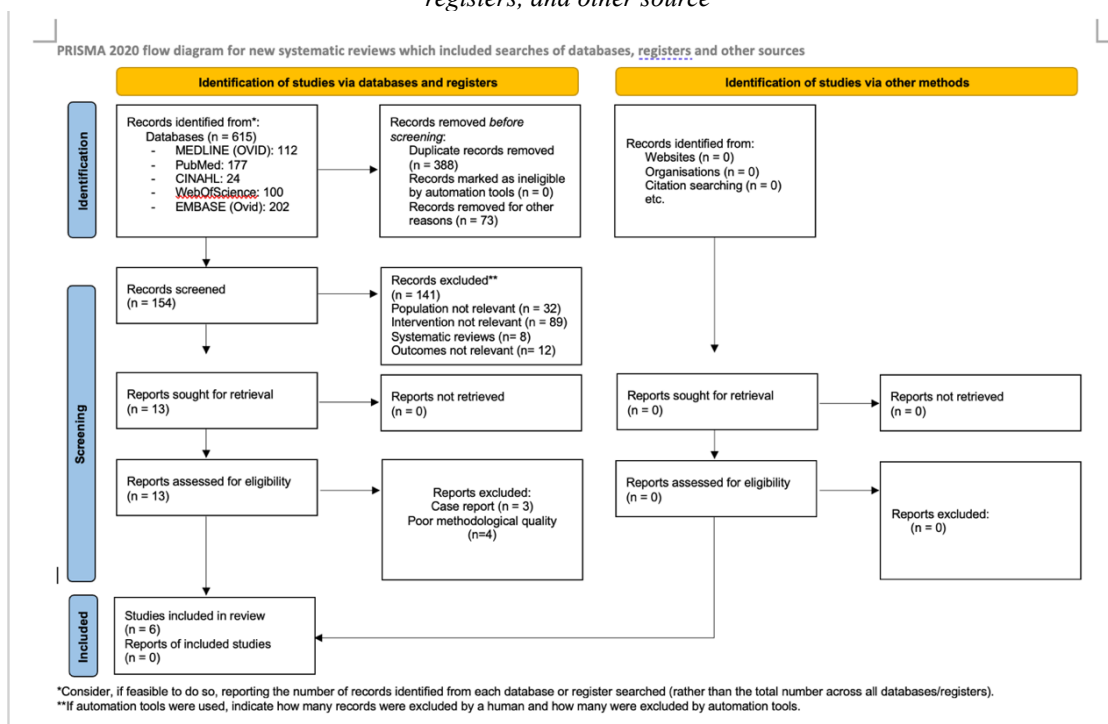 registers, and other source
PRISMA 2020 flow diagram for new systematic reviews which included searches of databases, registers and other sources
Identification of studies via databases and registers
Identification of studies via other methods
Identification
Records identified from*:
Databases (n = 615)
- MEDLINE (OVID): 112
- PubMed: 177
- CINAHL: 24
- WebOfScience: 100
- EMBASE (Ovid): 202
Records removed before
screening:
Duplicate records removed
(n = 388)
Records marked as ineligible
by automation tools (n = 0)
Records removed for other
reasons (n = 73)
Records identified from:
Websites (n = 0)
Organisations (n = 0)
Citation searching (n = 0)
etc.
Screening
Records screened
(n = 154)
Records excluded**
(n = 141)
Population not relevant (n = 32)
Intervention not relevant (n = 89)
Systematic reviews (n= 8)
Outcomes not relevant (n= 12)
Reports sought for retrieval
(n = 13)
Reports not retrieved
(n = 0)
Reports sought for retrieval
(n = 0)
Reports not retrieved
(n = 0)
Reports assessed for eligibility
(n = 13)
Reports excluded:
Case report (n = 3)
Poor methodological quality
(n=4)
Reports assessed for eligibility
(n = 0)
Reports excluded:
(n = 0)
Included
Studies included in review
(n = 6)
Reports of included studies
(n = 0)
*Consider, if feasible to do so, reporting the number of records identified from each database or register searched (rather than the total number across all databases/registers).
**If automation tools were used, indicate how many records were excluded by a human and how many were excluded by automation tools.